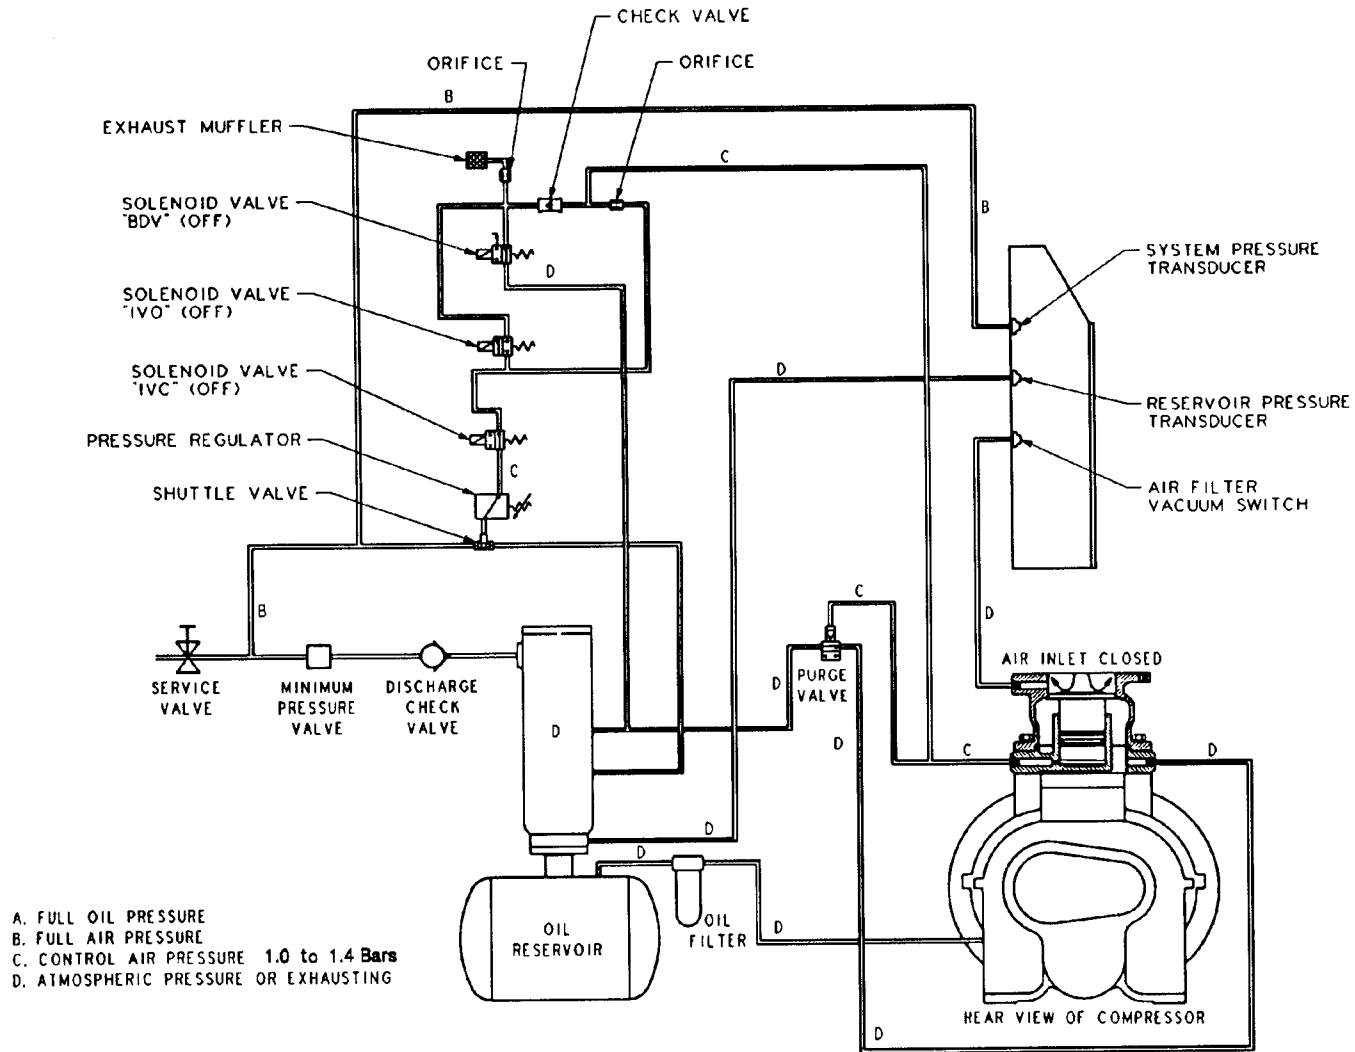 CHECK VALVE
ORIFICE
ORIFICE
B
EXHAUST MUFFLER
C
SOLENOID VALVE
"BDV" (OFF)
B
SYSTEM PRESSURE
TRANSDUCER
D
SOLENOID VALVE
"IVO" (OFF)
SOLENOID VALVE
"IVC" (OFF)
D
RESERVOIR PRESSURE
TRANSDUCER
PRESSURE REGULATOR
C
SHUTTLE VALVE
AIR FILTER
VACUUM SWITCH
B
C
D
SERVICE
VALVE
MINIMUM
PRESSURE
VALVE
DISCHARGE
CHECK
VALVE
D
D
PURGE
VALVE
AIR INLET CLOSED
D
C
D
D
D
OIL
RESERVOIR
OIL
FILTER
D
A. FULL OIL PRESSURE
B. FULL AIR PRESSURE
C. CONTROL AIR PRESSURE 1.0 to 1.4 Bars
D. ATMOSPHERIC PRESSURE OR EXHAUSTING
REAR VIEW OF COMPRESSOR
D